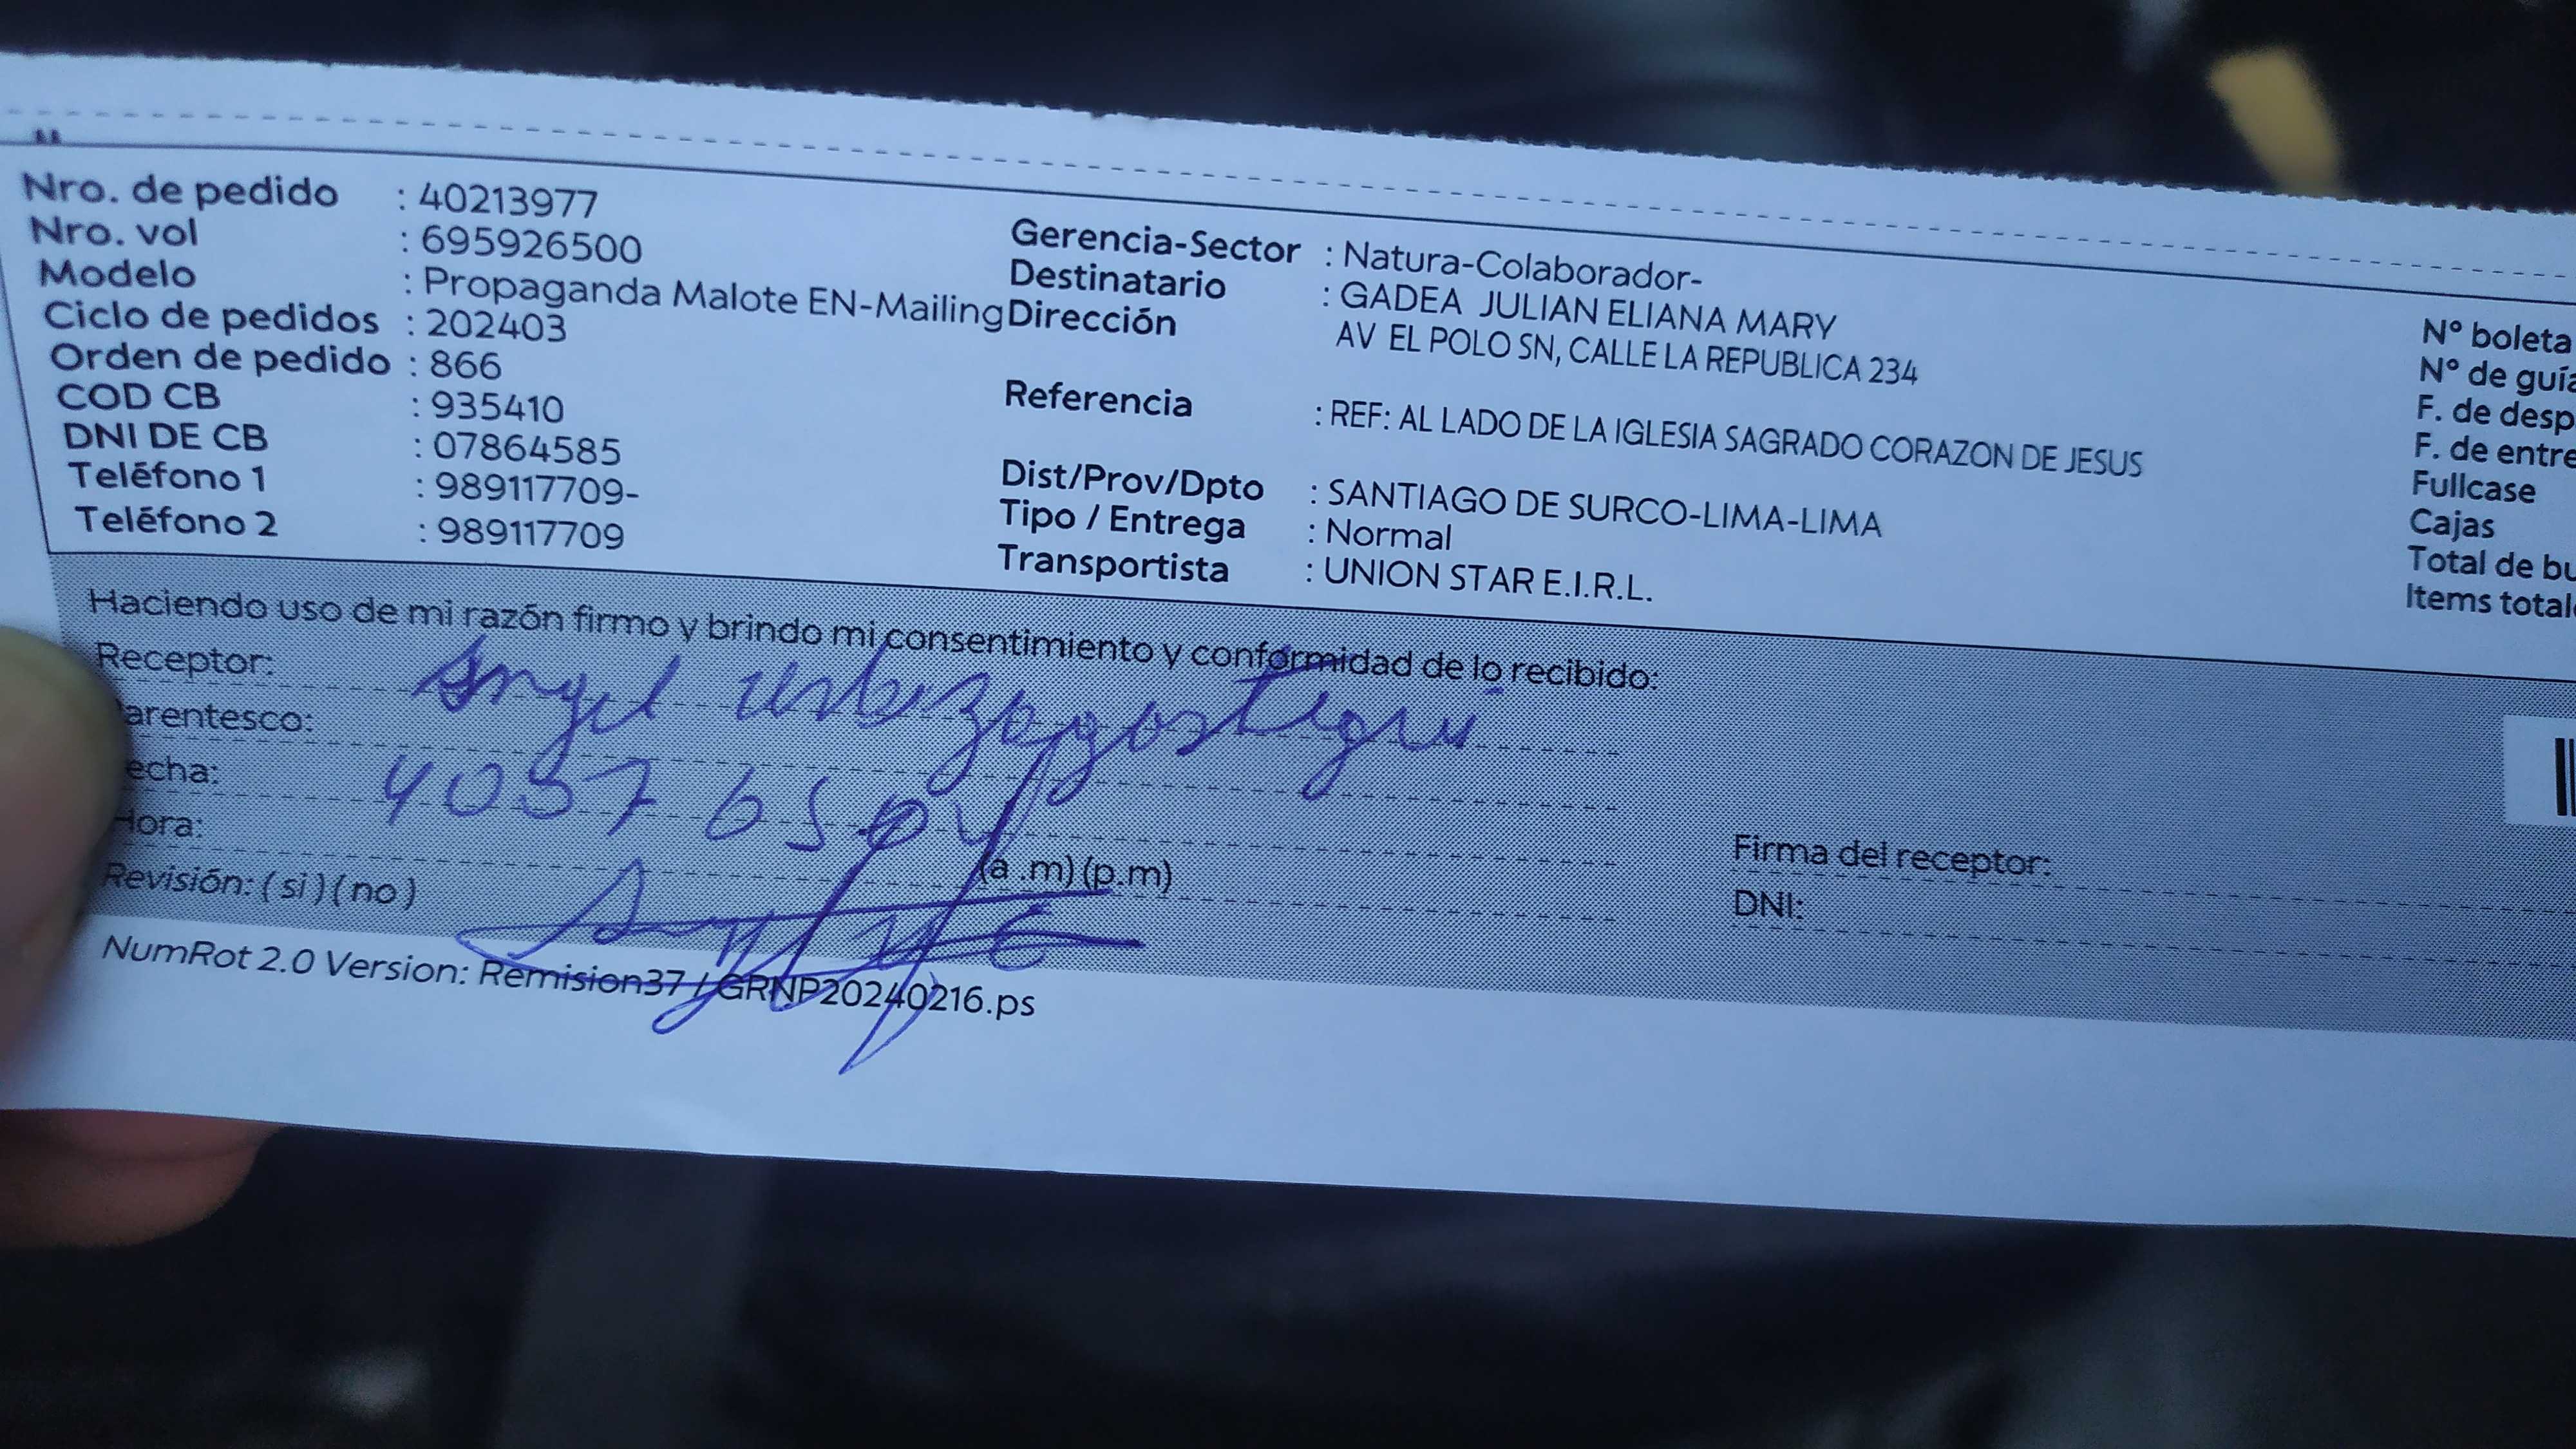 Nro. de pedido : 40213977
Nro. vol : 695926500
Modelo : Propaganda Malote EN-Mailing
Ciclo de pedidos : 202403
Orden de pedido : 866
COD CB : 935410
DNI DE CB : 07864585
Teléfono 1 : 989117709-
Teléfono 2 : 989117709
Gerencia-Sector : Natura-Colaborador-
Destinatario : GADEA JULIAN ELIANA MARY
Dirección AV EL POLO SN, CALLE LA REPUBLICA 234
Referencia : REF: AL LADO DE LA IGLESIA SAGRADO CORAZON DE JESUS
Dist/Prov/Dpto : SANTIAGO DE SURCO-LIMA-LIMA
Tipo / Entrega : Normal
Transportista : UNION STAR E.I.R.L.
N° boleta
N° de guía
F. de desp
F. de entre
Fullcase
Cajas
Total de bu
Items total
Haciendo uso de mi razón firmo y brindo mi consentimiento y conformidad de lo recibido:
Receptor: Angel
arentesco:
echa:
Hora: (a .m) (p.m)
Revisión: ( si ) ( no )
Firma del receptor:
DNI:
NumRot 2.0 Version: Remision37 / GRNP20240216.ps